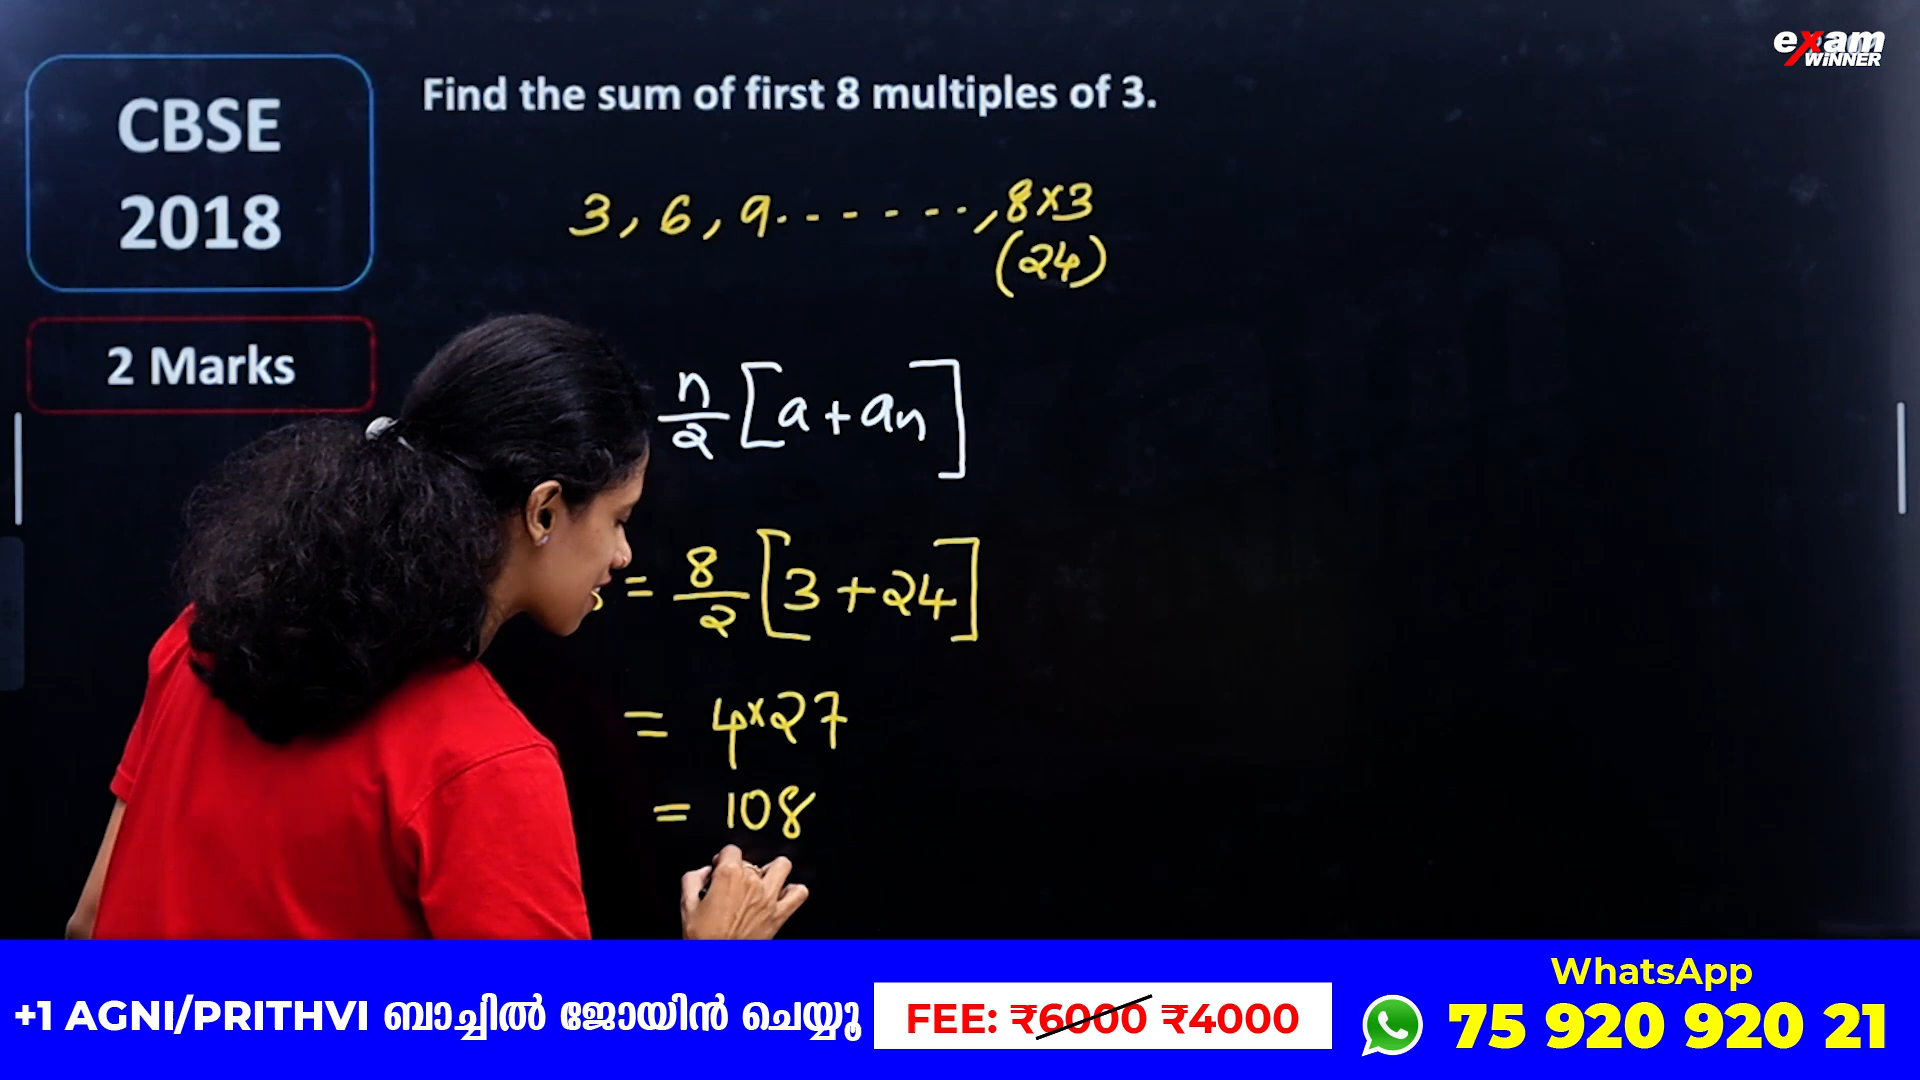 exam
WINNER
CBSE
2018
2 Marks
Find the sum of first 8 multiples of 3.
3, 6, 9-------, 8×3
(24)
n/2 [a + an]
= 8/2 [3 + 24]
= 4×27
= 108
+1 AGNI/PRITHVI ബാച്ചിൽ ജോയിൻ ചെയ്യൂ
FEE: ₹6000 ₹4000
WhatsApp
75 920 920 21